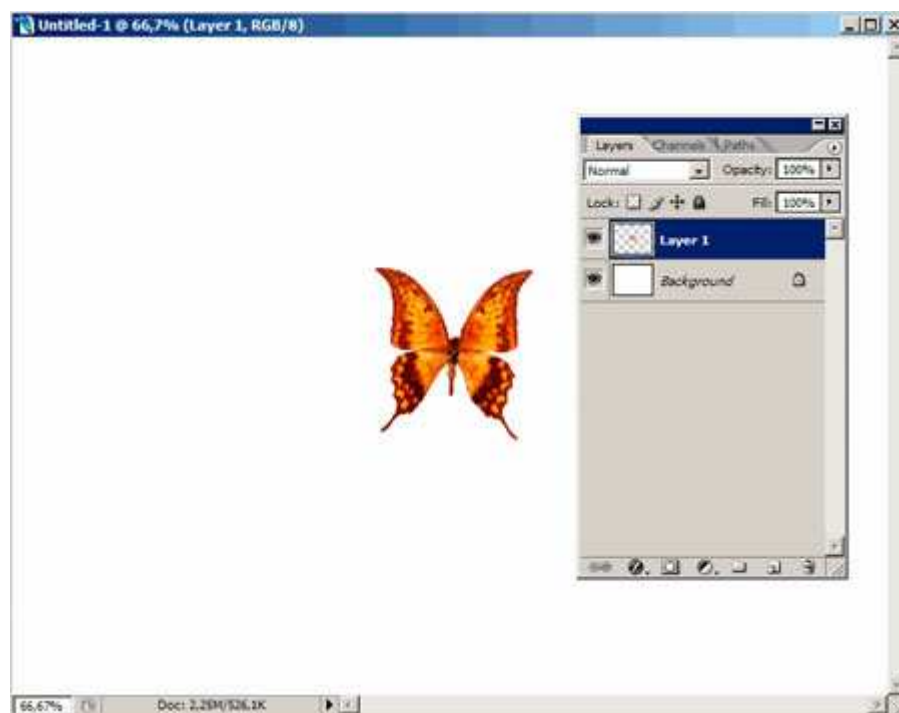 Untitled-1 @ 66,7% (Layer 1, RGB/8)
Layers Channels Paths
Normal Opacity: 100%
Lock: Fill: 100%
Layer 1
Background
66,67% Doc: 2,25M/526,1K